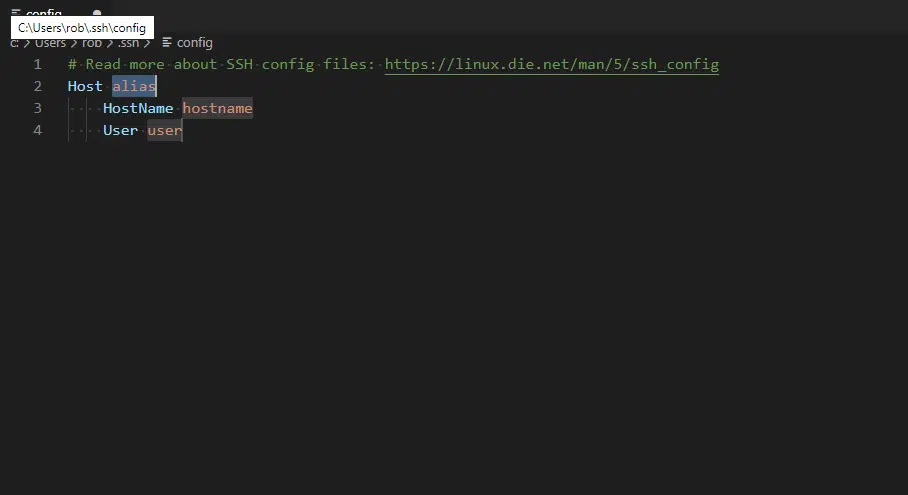 config
C:\Users\rob\.ssh\config
c: > Users > rob > .ssh > config
1 # Read more about SSH config files: https://linux.die.net/man/5/ssh_config
2 Host alias
3 HostName hostname
4 User user